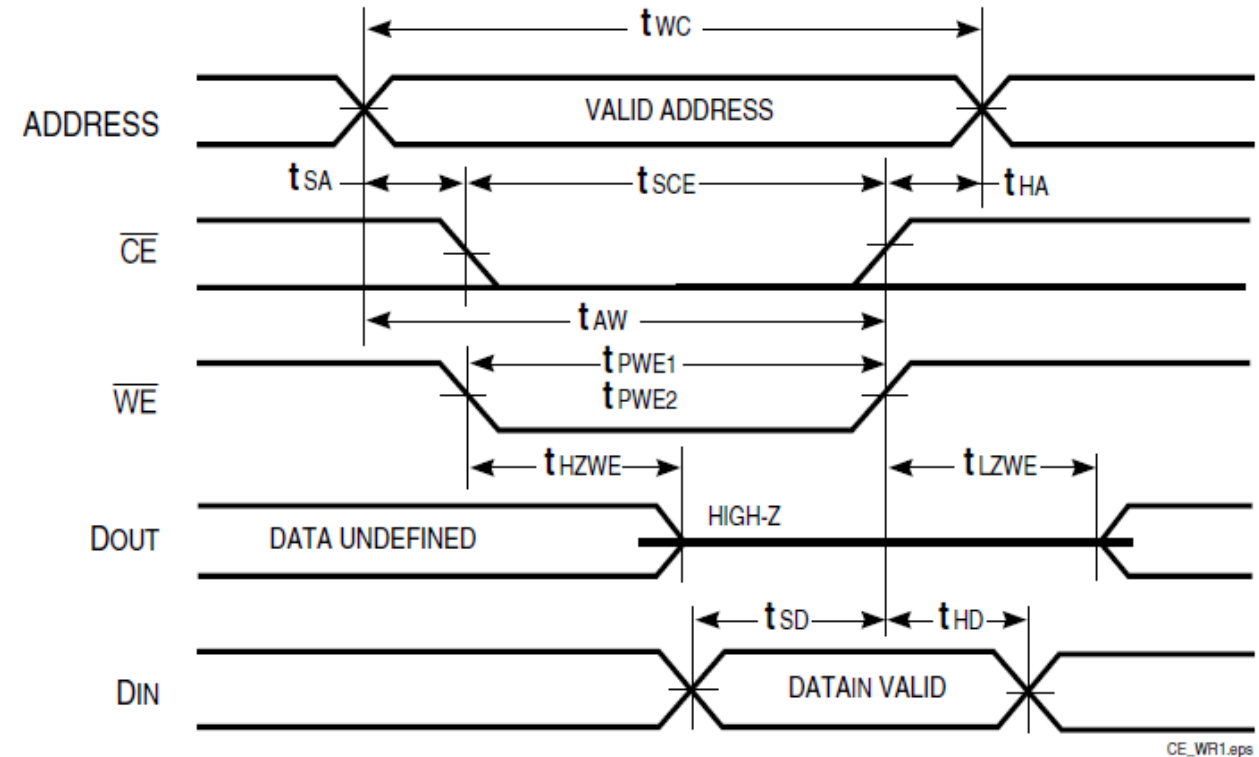 tWC
ADDRESS
VALID ADDRESS
tSA
tSCE
tHA
CE
tAW
WE
tPWE1
tPWE2
tHZWE
tLZWE
DOUT
DATA UNDEFINED
HIGH-Z
tSD
tHD
DIN
DATAIN VALID
CE_WR1.eps